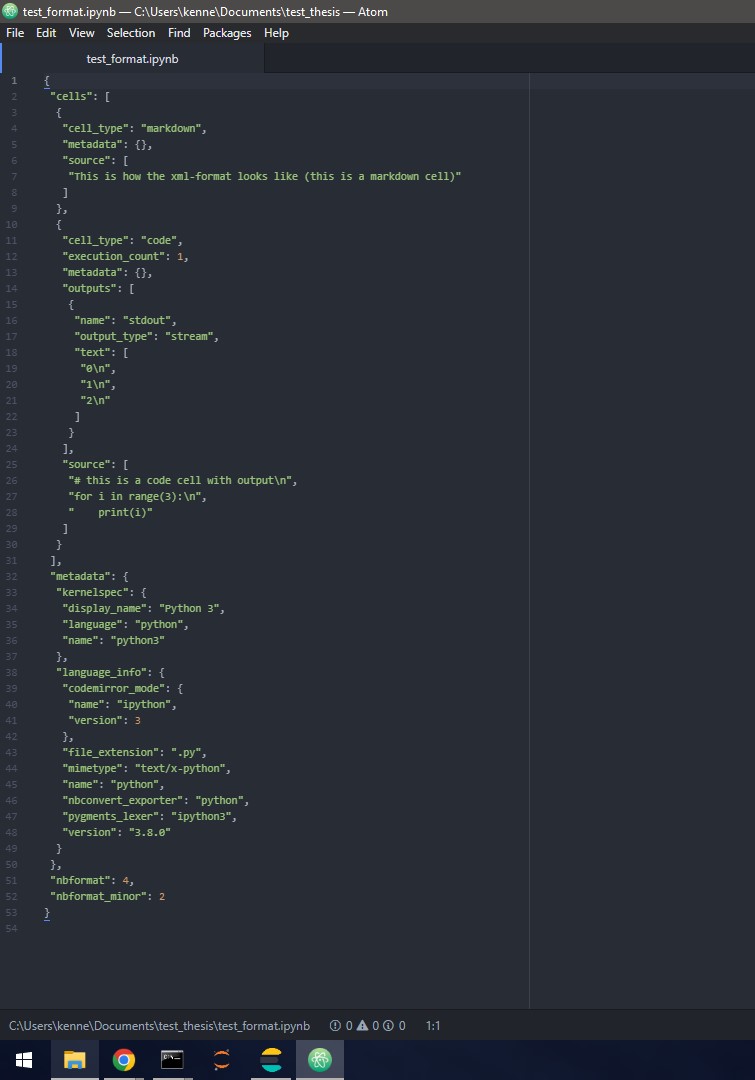 test_format.ipynb — C:\Users\kenne\Documents\test_thesis — Atom
File Edit View Selection Find Packages Help
test_format.ipynb
1 {
2  "cells": [
3   {
4    "cell_type": "markdown",
5    "metadata": {},
6    "source": [
7     "This is how the xml-format looks like (this is a markdown cell)"
8    ]
9   },
10   {
11    "cell_type": "code",
12    "execution_count": 1,
13    "metadata": {},
14    "outputs": [
15     {
16      "name": "stdout",
17      "output_type": "stream",
18      "text": [
19       "0\n",
20       "1\n",
21       "2\n"
22      ]
23     }
24    ],
25    "source": [
26     "# this is a code cell with output\n",
27     "for i in range(3):\n",
28     "    print(i)"
29    ]
30   }
31  ],
32  "metadata": {
33   "kernelspec": {
34    "display_name": "Python 3",
35    "language": "python",
36    "name": "python3"
37   },
38   "language_info": {
39    "codemirror_mode": {
40     "name": "ipython",
41     "version": 3
42    },
43    "file_extension": ".py",
44    "mimetype": "text/x-python",
45    "name": "python",
46    "nbconvert_exporter": "python",
47    "pygments_lexer": "ipython3",
48    "version": "3.8.0"
49   }
50  },
51  "nbformat": 4,
52  "nbformat_minor": 2
53 }
54
C:\Users\kenne\Documents\test_thesis\test_format.ipynb 0 0 0 1:1